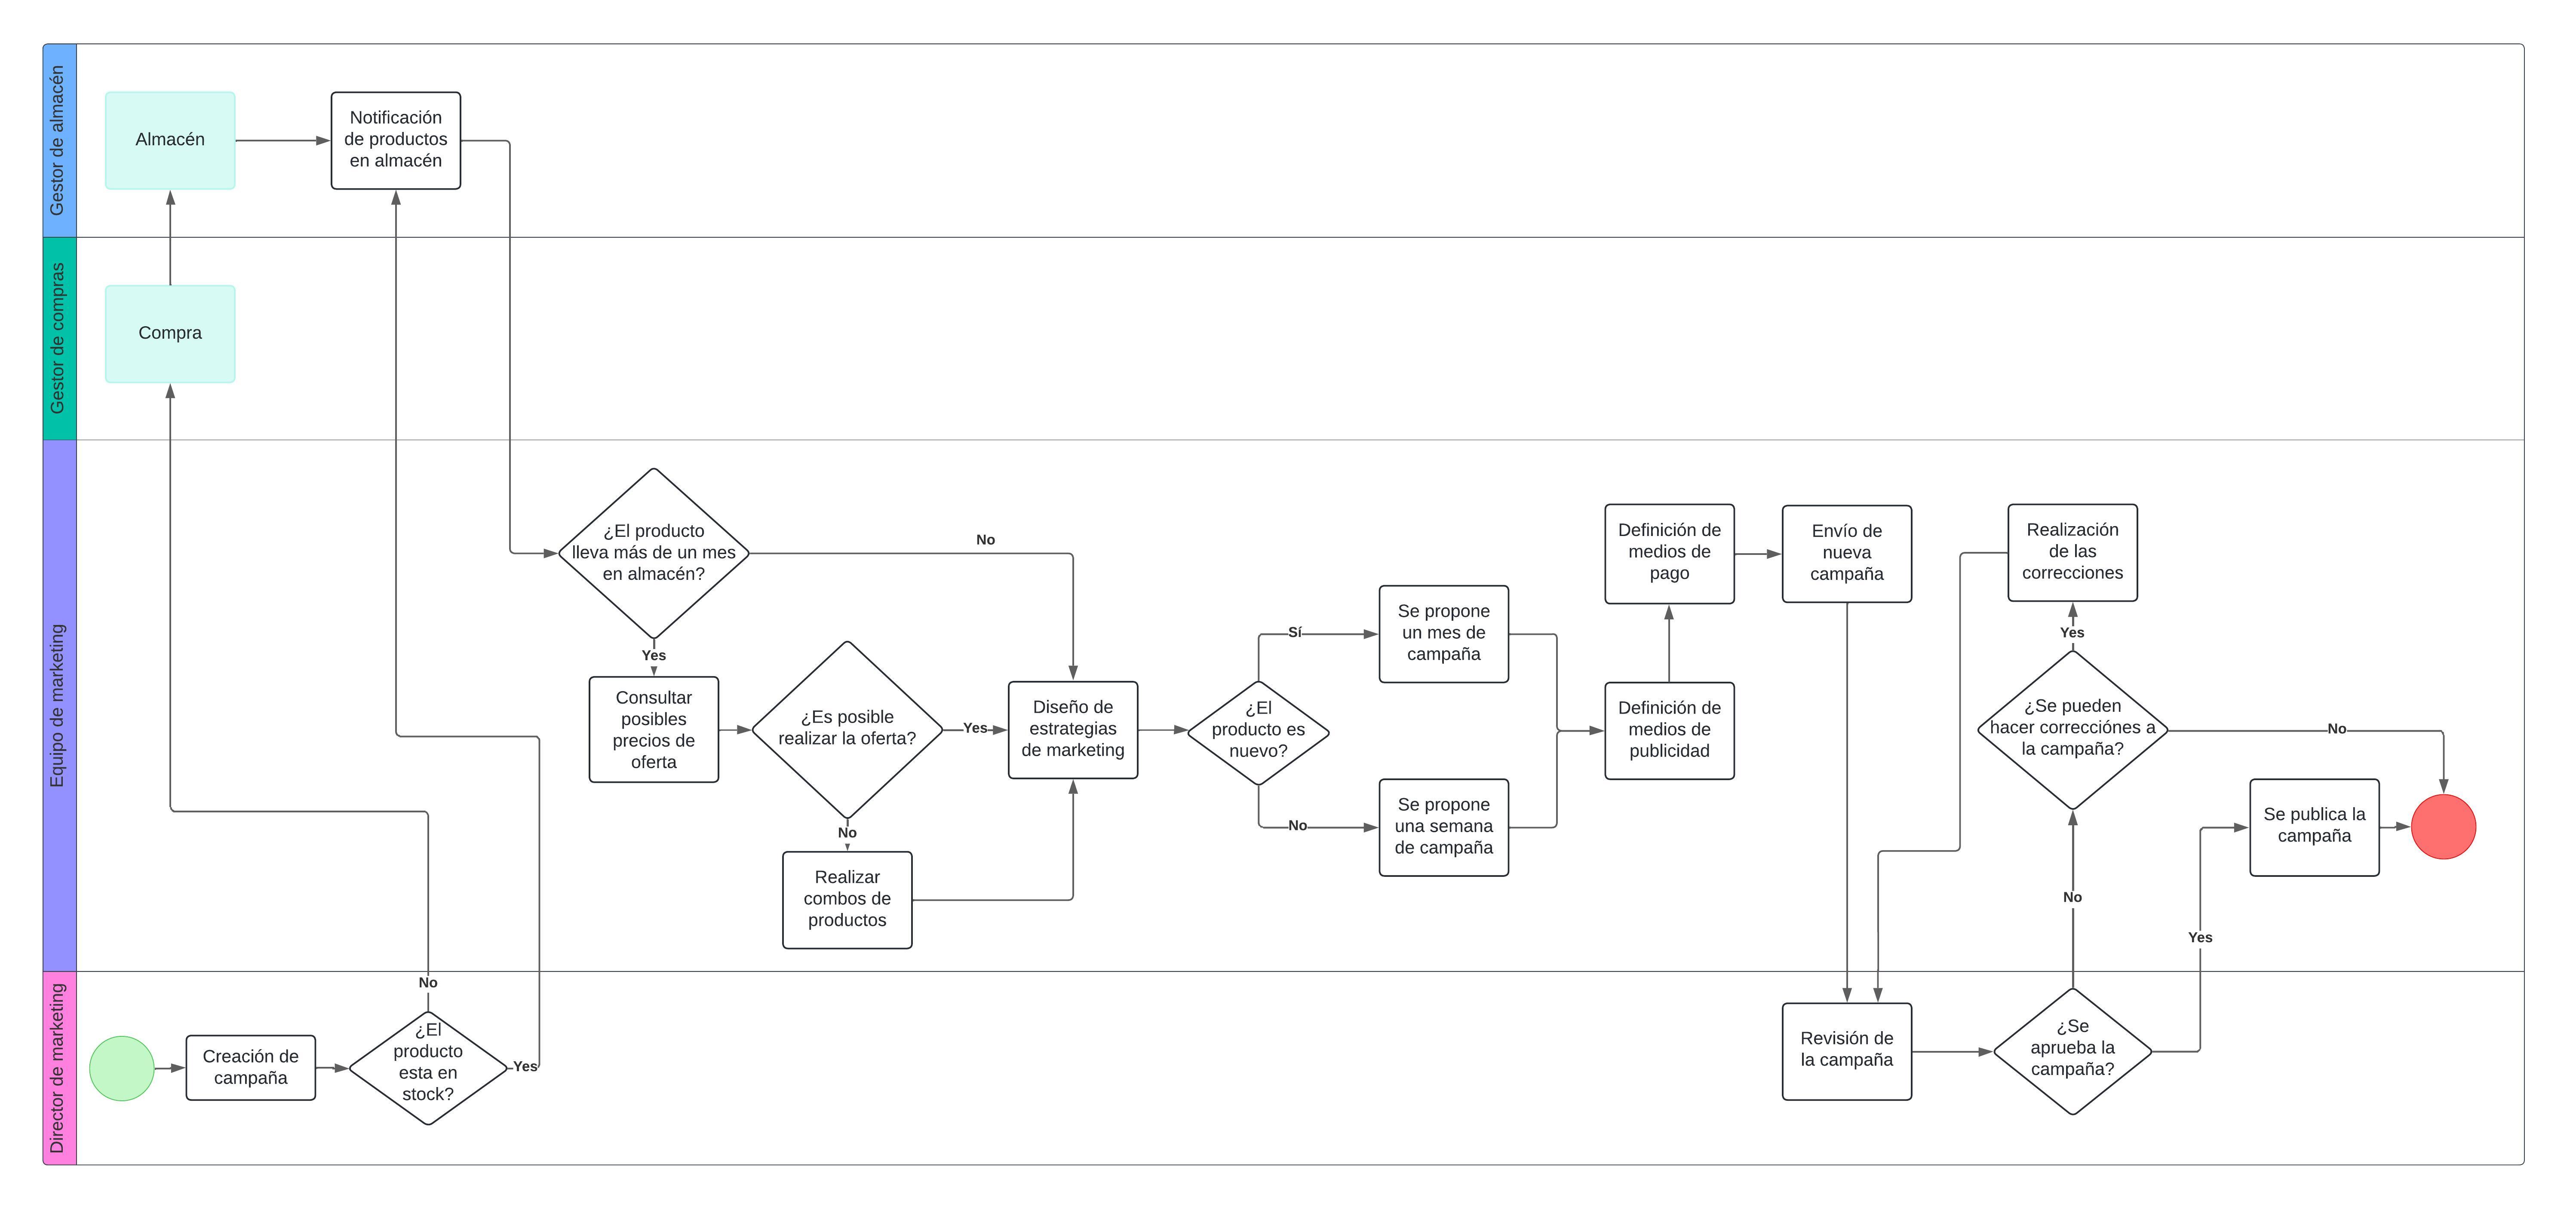 Gestor de almacén
Almacén
Notificación
de productos
en almacén
Gestor de compras
Compra
Equipo de marketing
¿El producto
lleva más de un mes
en almacén?
No
Yes
Consultar
posibles
precios de
oferta
¿Es posible
realizar la oferta?
Yes
No
Realizar
combos de
productos
Diseño de
estrategias
de marketing
¿El
producto es
nuevo?
Sí
No
Se propone
un mes de
campaña
Se propone
una semana
de campaña
Definición de
medios de
publicidad
Definición de
medios de
pago
Envío de
nueva
campaña
Realización
de las
correcciones
Yes
¿Se pueden
hacer correcciónes a
la campaña?
No
No
Yes
Se publica la
campaña
Director de marketing
Creación de
campaña
¿El
producto
esta en
stock?
No
Yes
Revisión de
la campaña
¿Se
aprueba la
campaña?